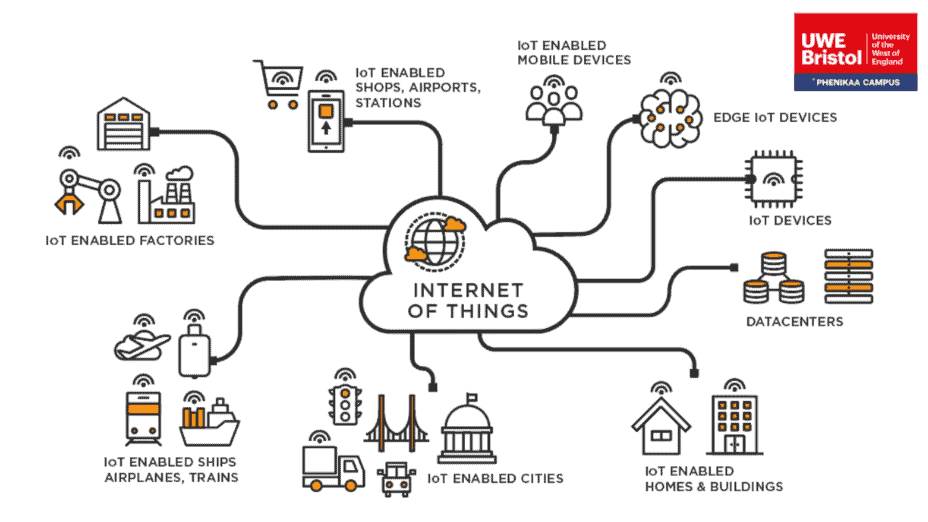 UWE
Bristol
University
of the
West of
England
PHENIKAA CAMPUS
IoT ENABLED
SHOPS, AIRPORTS,
STATIONS
IoT ENABLED
MOBILE DEVICES
EDGE IoT DEVICES
IoT DEVICES
IoT ENABLED FACTORIES
INTERNET
OF THINGS
DATACENTERS
IoT ENABLED SHIPS
AIRPLANES, TRAINS
IoT ENABLED CITIES
IoT ENABLED
HOMES & BUILDINGS